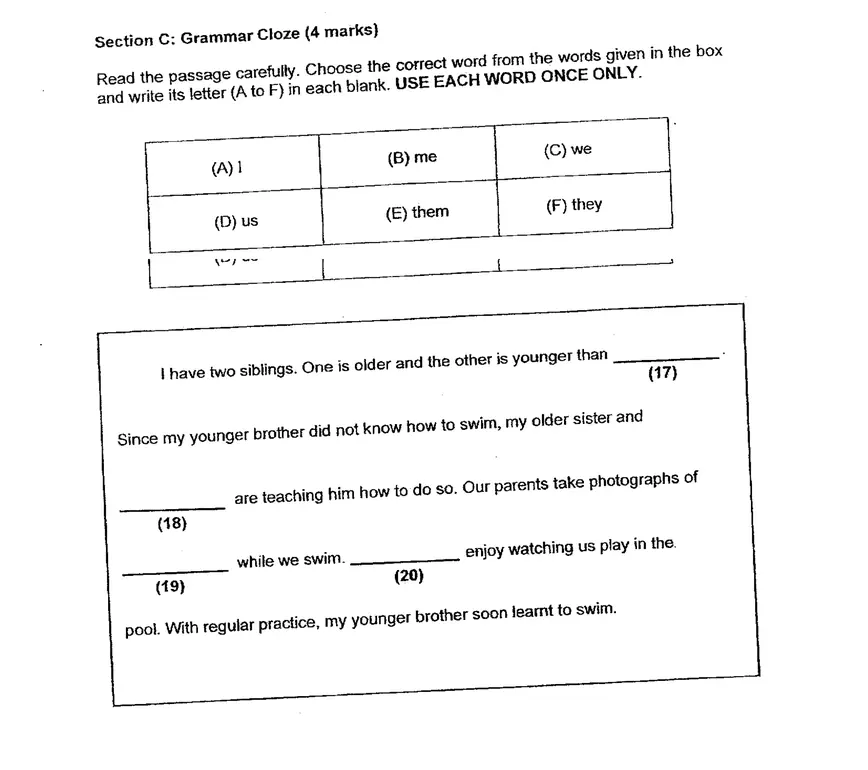 Section C: Grammar Cloze (4 marks)
Read the passage carefully. Choose the correct word from the words given in the box
and write its letter (A to F) in each blank. USE EACH WORD ONCE ONLY.
(A) I (B) me (C) we
(D) us (E) them (F) they
I have two siblings. One is older and the other is younger than ____________.
(17)
Since my younger brother did not know how to swim, my older sister and
____________ are teaching him how to do so. Our parents take photographs of
(18)
____________ while we swim. ____________ enjoy watching us play in the
(19) (20)
pool. With regular practice, my younger brother soon learnt to swim.